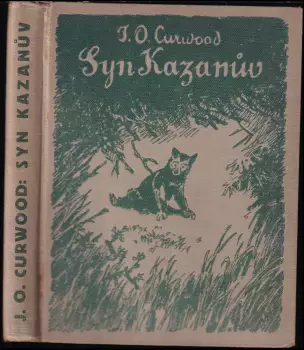 J. O. CURWOOD: SYN KAZANŮV
J. O. Curwood
Syn Kazanův